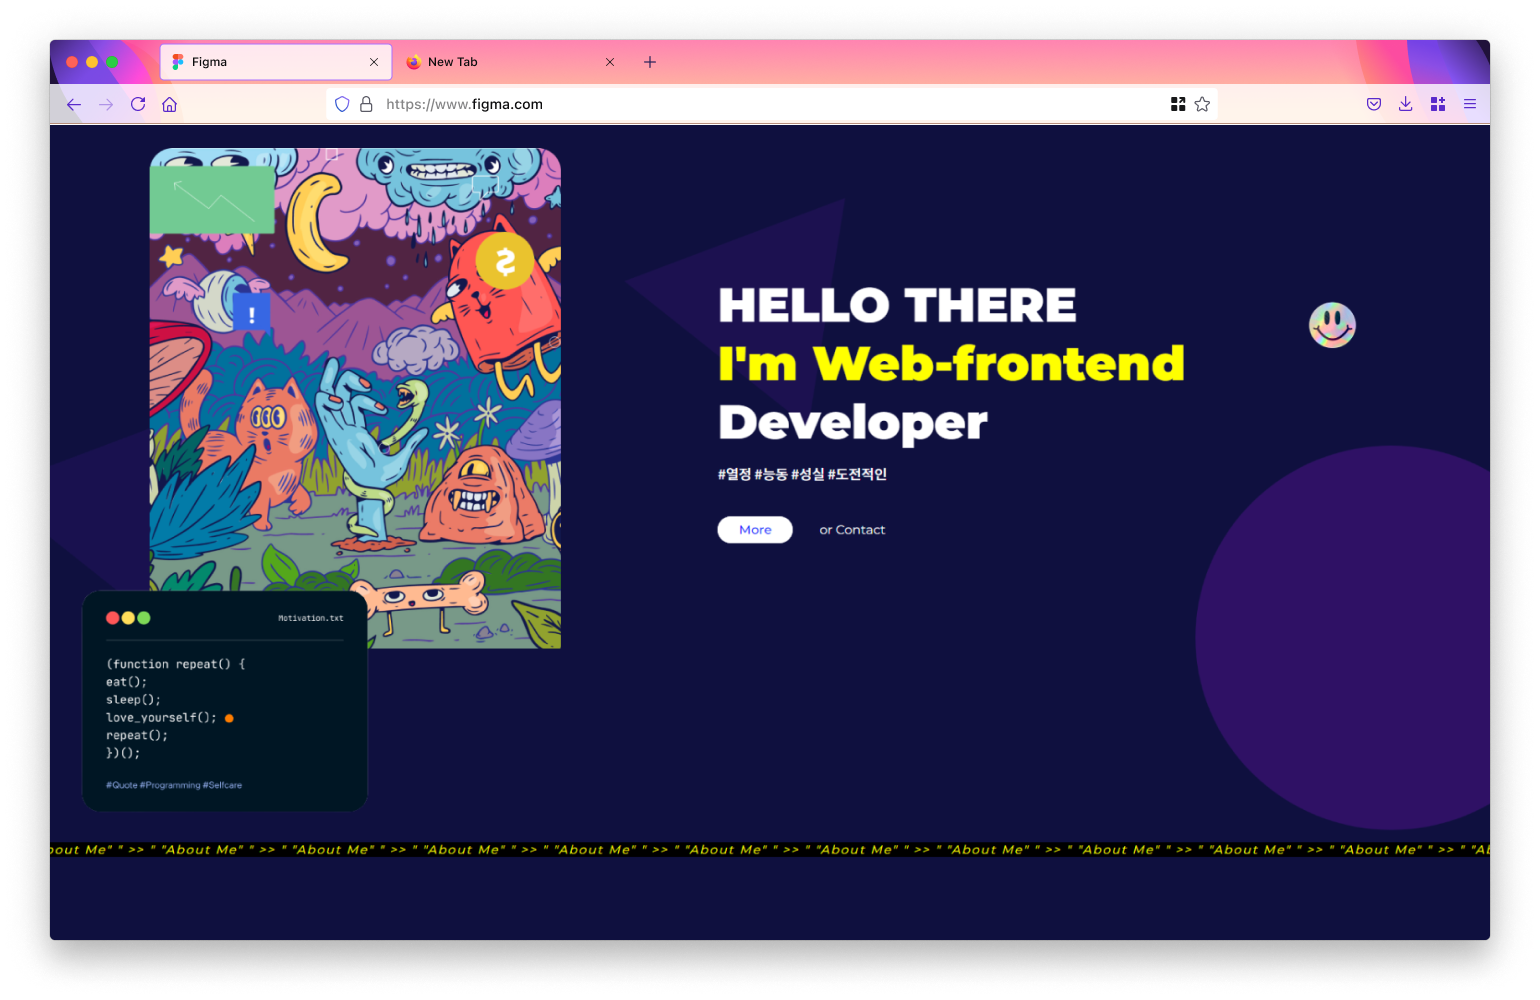 Figma
New Tab
https://www.figma.com
$
!
HELLO THERE
I'm Web-frontend
Developer
#열정 #능동 #성실 #도전적인
More
or Contact
Motivation.txt
(function repeat() {
eat();
sleep();
love_yourself();
repeat();
})();
#Quote #Programming #Selfcare
out Me" " >> " "About Me" " >> " "About Me" " >> " "About Me" " >> " "About Me" " >> " "About Me" " >> " "About Me" " >> " "About Me" " >> " "About Me" " >> " "About Me" " >> " "About Me" " >> " "A